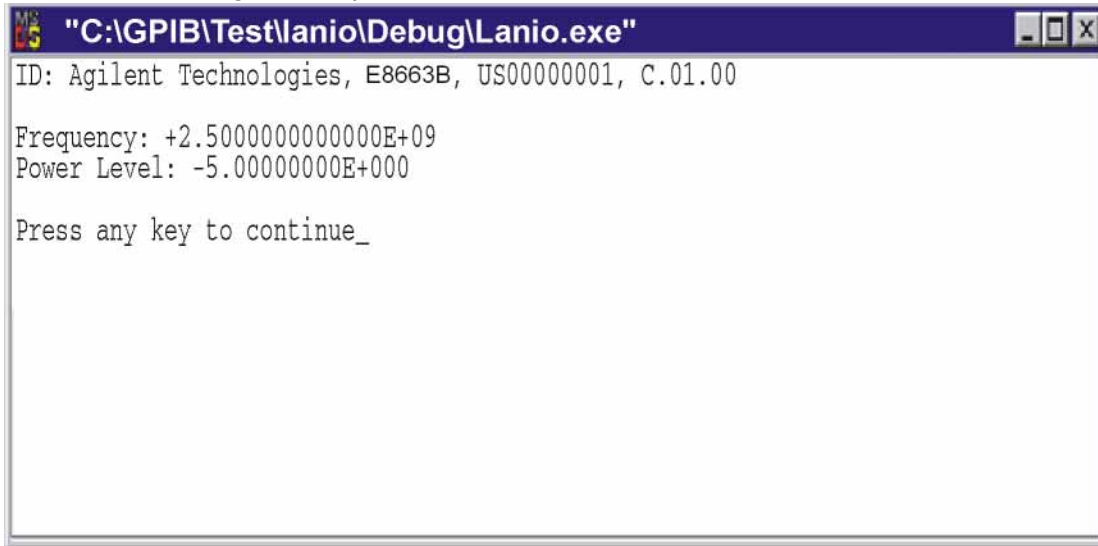 "C:\GPIB\Test\lanio\Debug\Lanio.exe"
ID: Agilent Technologies, E8663B, US00000001, C.01.00
Frequency: +2.5000000000000E+09
Power Level: -5.00000000E+000
Press any key to continue_